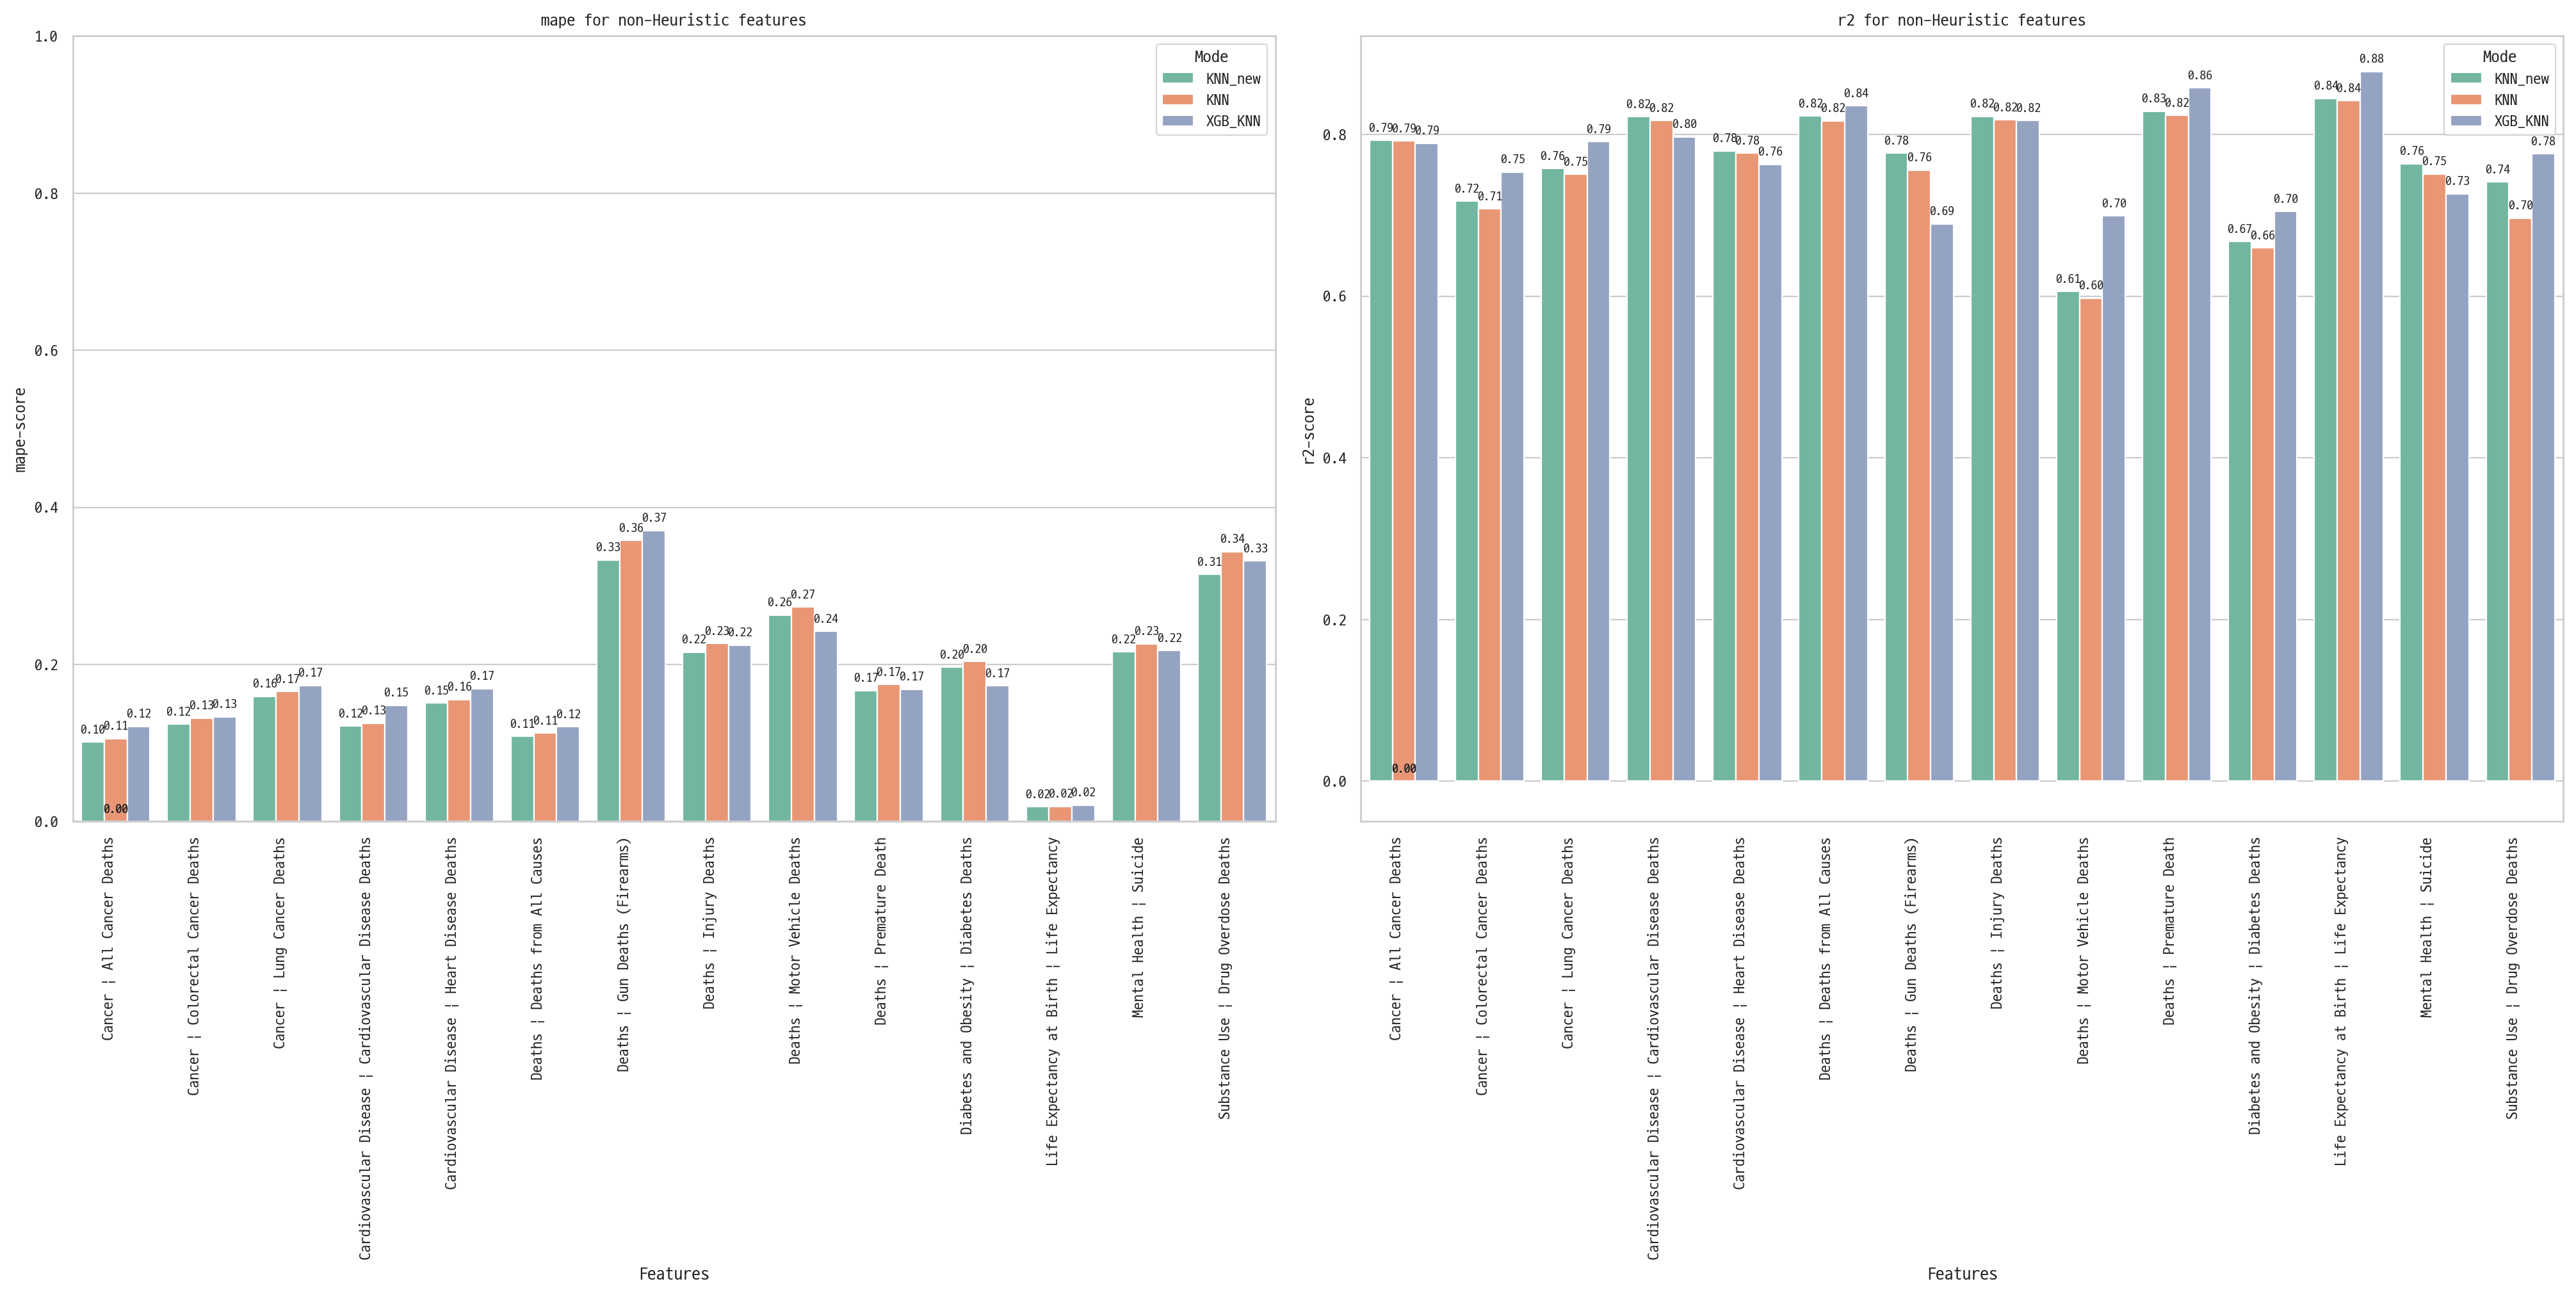 mape for non-Heuristic features
Mode
KNN_new
KNN
XGB_KNN
mape-score
1.0
0.8
0.6
0.4
0.2
0.0
0.10 0.11 0.12
0.00
0.12 0.13 0.13
0.16 0.17 0.17
0.12 0.13 0.15
0.15 0.16 0.17
0.11 0.11 0.12
0.33 0.36 0.37
0.22 0.23 0.22
0.26 0.27 0.24
0.17 0.17 0.17
0.20 0.20 0.17
0.02 0.02 0.02
0.22 0.23 0.22
0.31 0.34 0.33
Cancer ¦ All Cancer Deaths
Cancer ¦ Colorectal Cancer Deaths
Cancer ¦ Lung Cancer Deaths
Cardiovascular Disease ¦ Cardiovascular Disease Deaths
Cardiovascular Disease ¦ Heart Disease Deaths
Deaths ¦ Deaths from All Causes
Deaths ¦ Gun Deaths (Firearms)
Deaths ¦ Injury Deaths
Deaths ¦ Motor Vehicle Deaths
Deaths ¦ Premature Death
Diabetes and Obesity ¦ Diabetes Deaths
Life Expectancy at Birth ¦ Life Expectancy
Mental Health ¦ Suicide
Substance Use ¦ Drug Overdose Deaths
Features
r2 for non-Heuristic features
Mode
KNN_new
KNN
XGB_KNN
r2-score
0.8
0.6
0.4
0.2
0.0
0.79 0.79 0.79
0.00
0.72 0.71 0.75
0.76 0.75 0.79
0.82 0.82 0.80
0.78 0.78 0.76
0.82 0.82 0.84
0.78 0.76 0.69
0.82 0.82 0.82
0.61 0.60 0.70
0.83 0.82 0.86
0.67 0.66 0.70
0.84 0.84 0.88
0.76 0.75 0.73
0.74 0.70 0.78
Cancer ¦ All Cancer Deaths
Cancer ¦ Colorectal Cancer Deaths
Cancer ¦ Lung Cancer Deaths
Cardiovascular Disease ¦ Cardiovascular Disease Deaths
Cardiovascular Disease ¦ Heart Disease Deaths
Deaths ¦ Deaths from All Causes
Deaths ¦ Gun Deaths (Firearms)
Deaths ¦ Injury Deaths
Deaths ¦ Motor Vehicle Deaths
Deaths ¦ Premature Death
Diabetes and Obesity ¦ Diabetes Deaths
Life Expectancy at Birth ¦ Life Expectancy
Mental Health ¦ Suicide
Substance Use ¦ Drug Overdose Deaths
Features